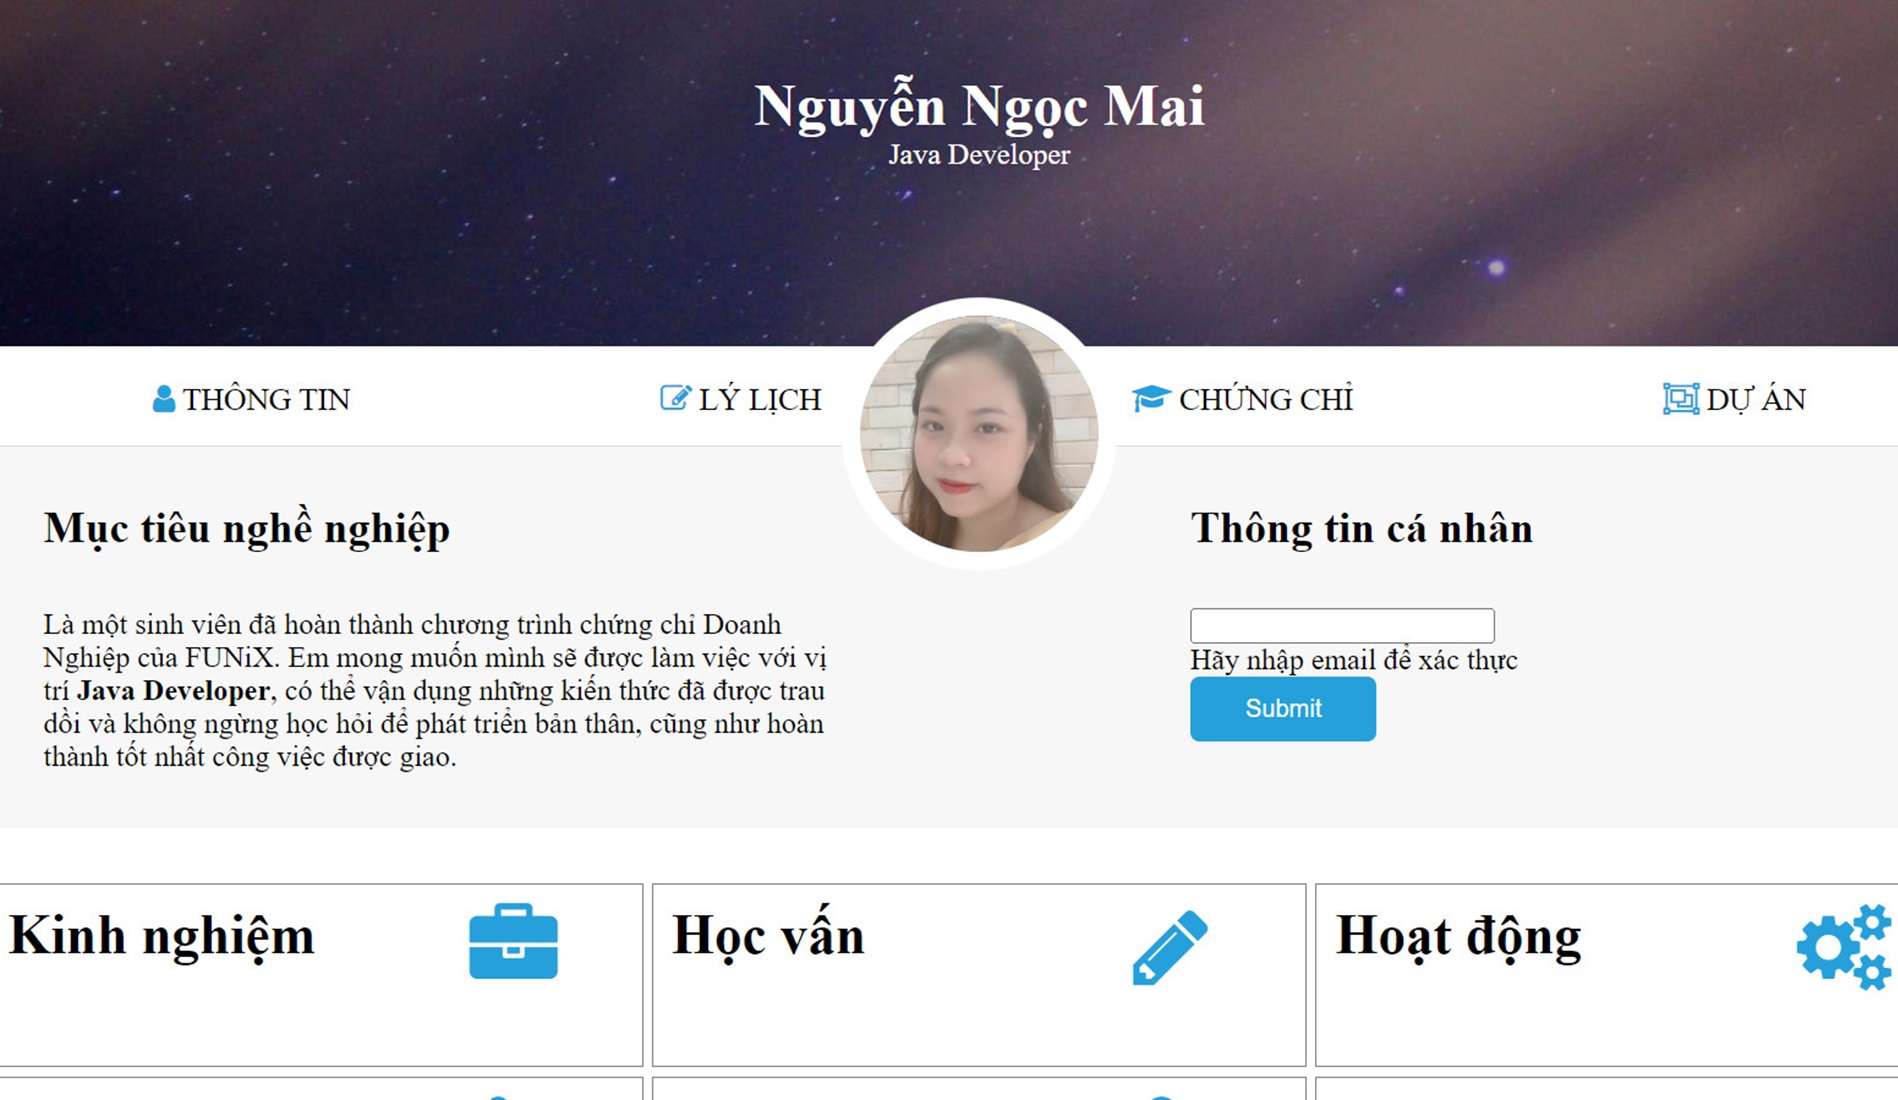 Nguyễn Ngọc Mai
Java Developer
THÔNG TIN
LÝ LỊCH
CHỨNG CHỈ
DỰ ÁN
Mục tiêu nghề nghiệp
Là một sinh viên đã hoàn thành chương trình chứng chỉ Doanh
Nghiệp của FUNiX. Em mong muốn mình sẽ được làm việc với vị
trí Java Developer, có thể vận dụng những kiến thức đã được trau
dồi và không ngừng học hỏi để phát triển bản thân, cũng như hoàn
thành tốt nhất công việc được giao.
Thông tin cá nhân
Hãy nhập email để xác thực
Submit
Kinh nghiệm
Học vấn
Hoạt động